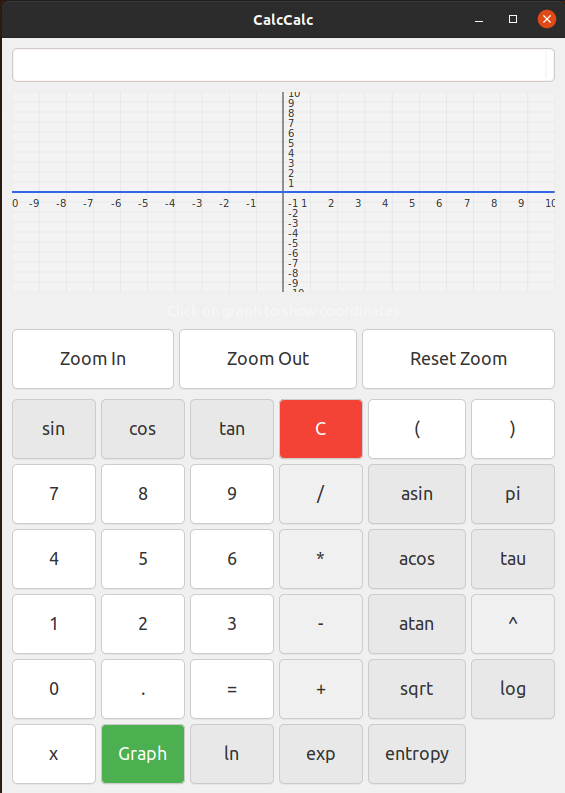 CalcCalc
10
9
8
7
6
5
4
3
2
1
0 -9 -8 -7 -6 -5 -4 -3 -2 -1 -1 1 2 3 4 5 6 7 8 9 10
-2
-3
-4
-5
-6
-7
-8
-9
-10
Click on graph to show coordinates
Zoom In Zoom Out Reset Zoom
sin cos tan C ( )
7 8 9 / asin pi
4 5 6 * acos tau
1 2 3 - atan ^
0 . = + sqrt log
x Graph ln exp entropy